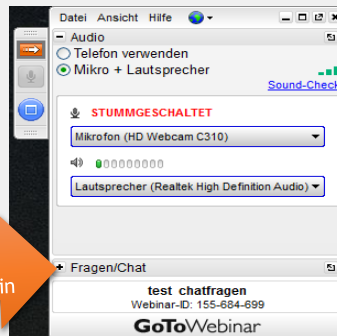 Datei Ansicht Hilfe
Audio
Telefon verwenden
Mikro + Lautsprecher
Sound-Check
STUMMGESCHALTET
Mikrofon (HD Webcam C310)
Lautsprecher (Realtek High Definition Audio)
Fragen/Chat
in
test chatfragen
Webinar-ID: 155-684-699
GoToWebinar